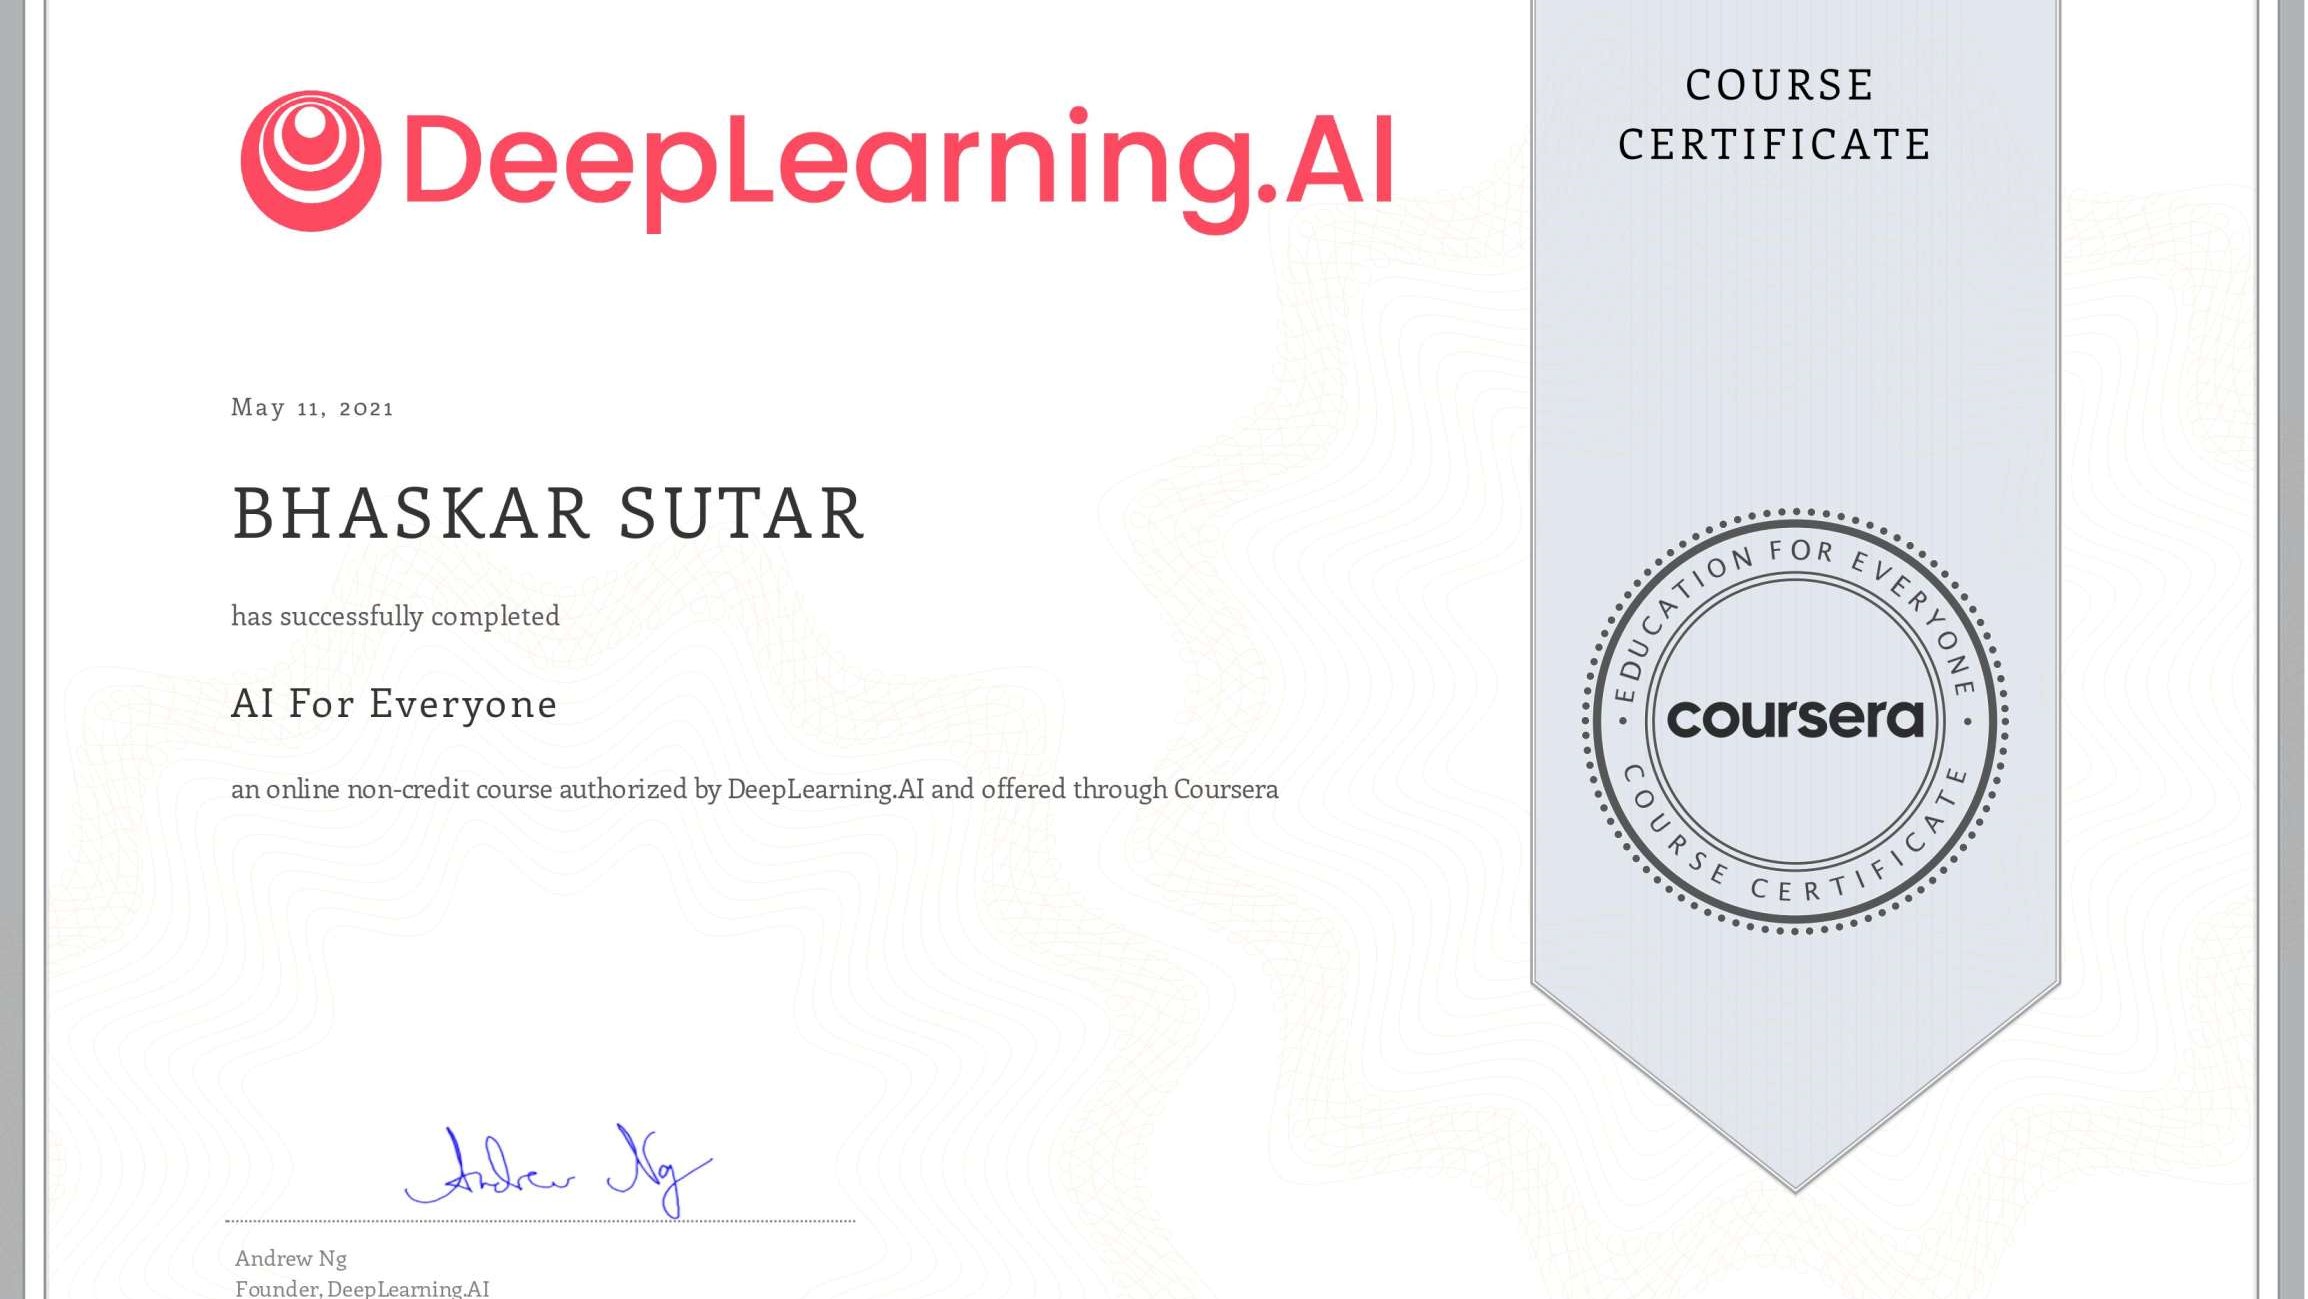 DeepLearning.AI
COURSE
CERTIFICATE
May 11, 2021
BHASKAR SUTAR
has successfully completed
AI For Everyone
an online non-credit course authorized by DeepLearning.AI and offered through Coursera
EDUCATION FOR EVERYONE
coursera
COURSE CERTIFICATE
Andrew Ng
Andrew Ng
Founder, DeepLearning.AI